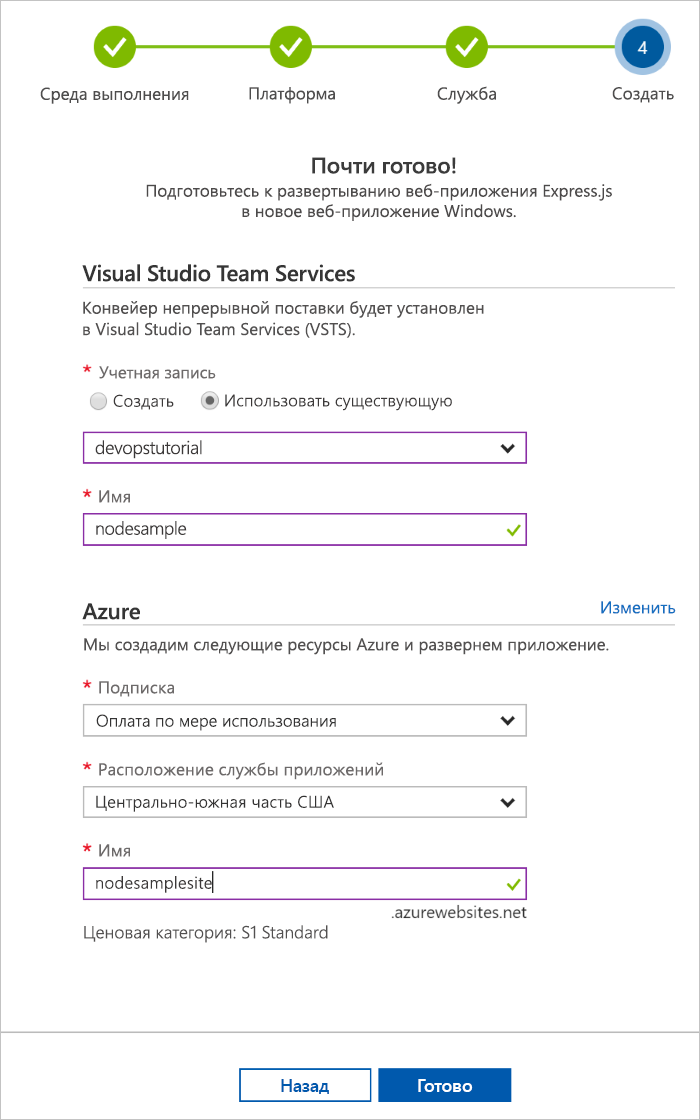 4
Среда выполнения Платформа Служба Создать
Почти готово!
Подготовьтесь к развертыванию веб-приложения Express.js
в новое веб-приложение Windows.
Visual Studio Team Services
Конвейер непрерывной поставки будет установлен
в Visual Studio Team Services (VSTS).
* Учетная запись
Создать Использовать существующую
devopstutorial
* Имя
nodesample
Azure Изменить
Мы создадим следующие ресурсы Azure и развернем приложение.
* Подписка
Оплата по мере использования
* Расположение службы приложений
Центрально-южная часть США
* Имя
nodesamplesite
.azurewebsites.net
Ценовая категория: S1 Standard
Назад Готово